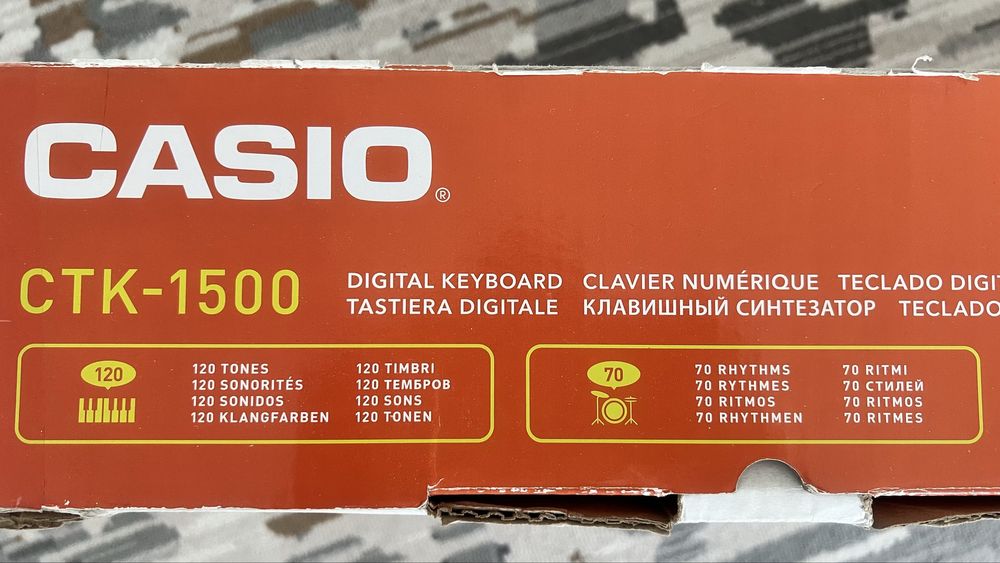 CASIO®
CTK-1500
DIGITAL KEYBOARD CLAVIER NUMÉRIQUE TECLADO
TASTIERA DIGITALE КЛАВИШНЫЙ СИНТЕЗАТОР TECLADO
120
120 TONES
120 SONORITÉS
120 SONIDOS
120 KLANGFARBEN
120 TIMBRI
120 ТЕМБРОВ
120 SONS
120 TONEN
70
70 RHYTHMS
70 RYTHMES
70 RITMOS
70 RHYTHMEN
70 RITMI
70 СТИЛЕЙ
70 RITMOS
70 RITMES